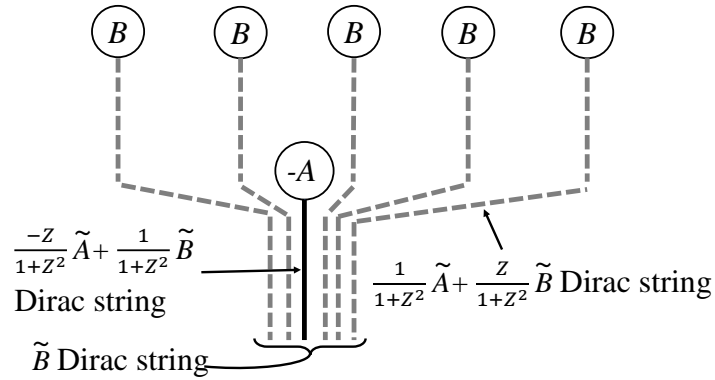 B B B B B
-A
-Z/(1+Z²) Ã + 1/(1+Z²) B̃
Dirac string
1/(1+Z²) Ã + Z/(1+Z²) B̃ Dirac string
B̃ Dirac string